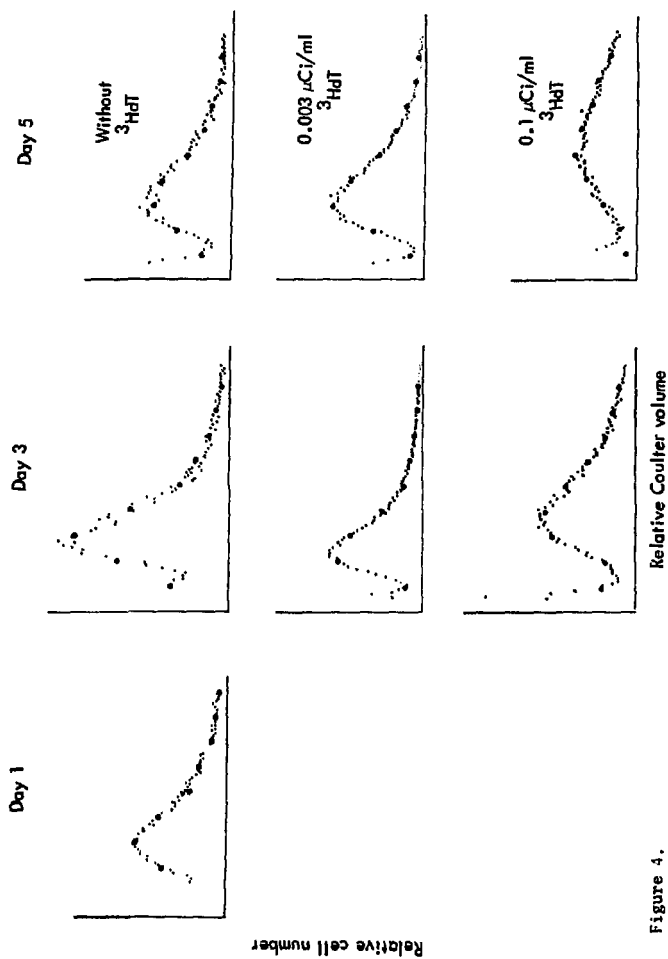 Day 1
Day 3
Day 5
Without
³HdT
0.003 μCi/ml
³HdT
0.1 μCi/ml
³HdT
Relative cell number
Relative Coulter volume
Figure 4.